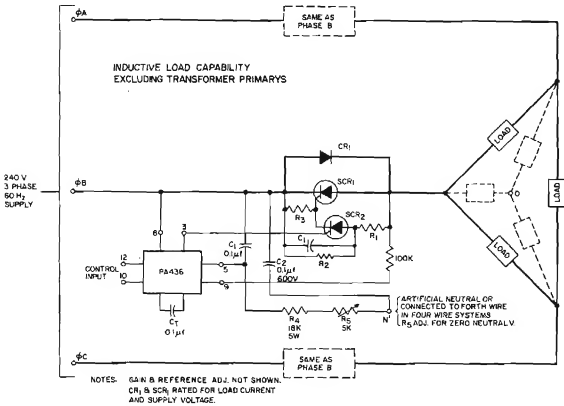 φA
SAME AS
PHASE B
INDUCTIVE LOAD CAPABILITY
EXCLUDING TRANSFORMER PRIMARYS
CR1
LOAD
240 V
3 PHASE
60 Hz
SUPPLY
φB
SCR1
O
LOAD
R3
SCR2
8
3
C1
0.1μf
C1
R1
R2
C2
0.1μf
600V
100K
LOAD
12
CONTROL
INPUT
10
PA436
5
9
CT
0.1μf
R4
18K
5W
R5
5K
N'
ARTIFICIAL NEUTRAL OR
CONNECTED TO FORTH WIRE
IN FOUR WIRE SYSTEMS
R5 ADJ. FOR ZERO NEUTRAL V.
φC
SAME AS
PHASE B
NOTES: GAIN & REFERENCE ADJ. NOT SHOWN.
CR1 & SCR1 RATED FOR LOAD CURRENT
AND SUPPLY VOLTAGE.